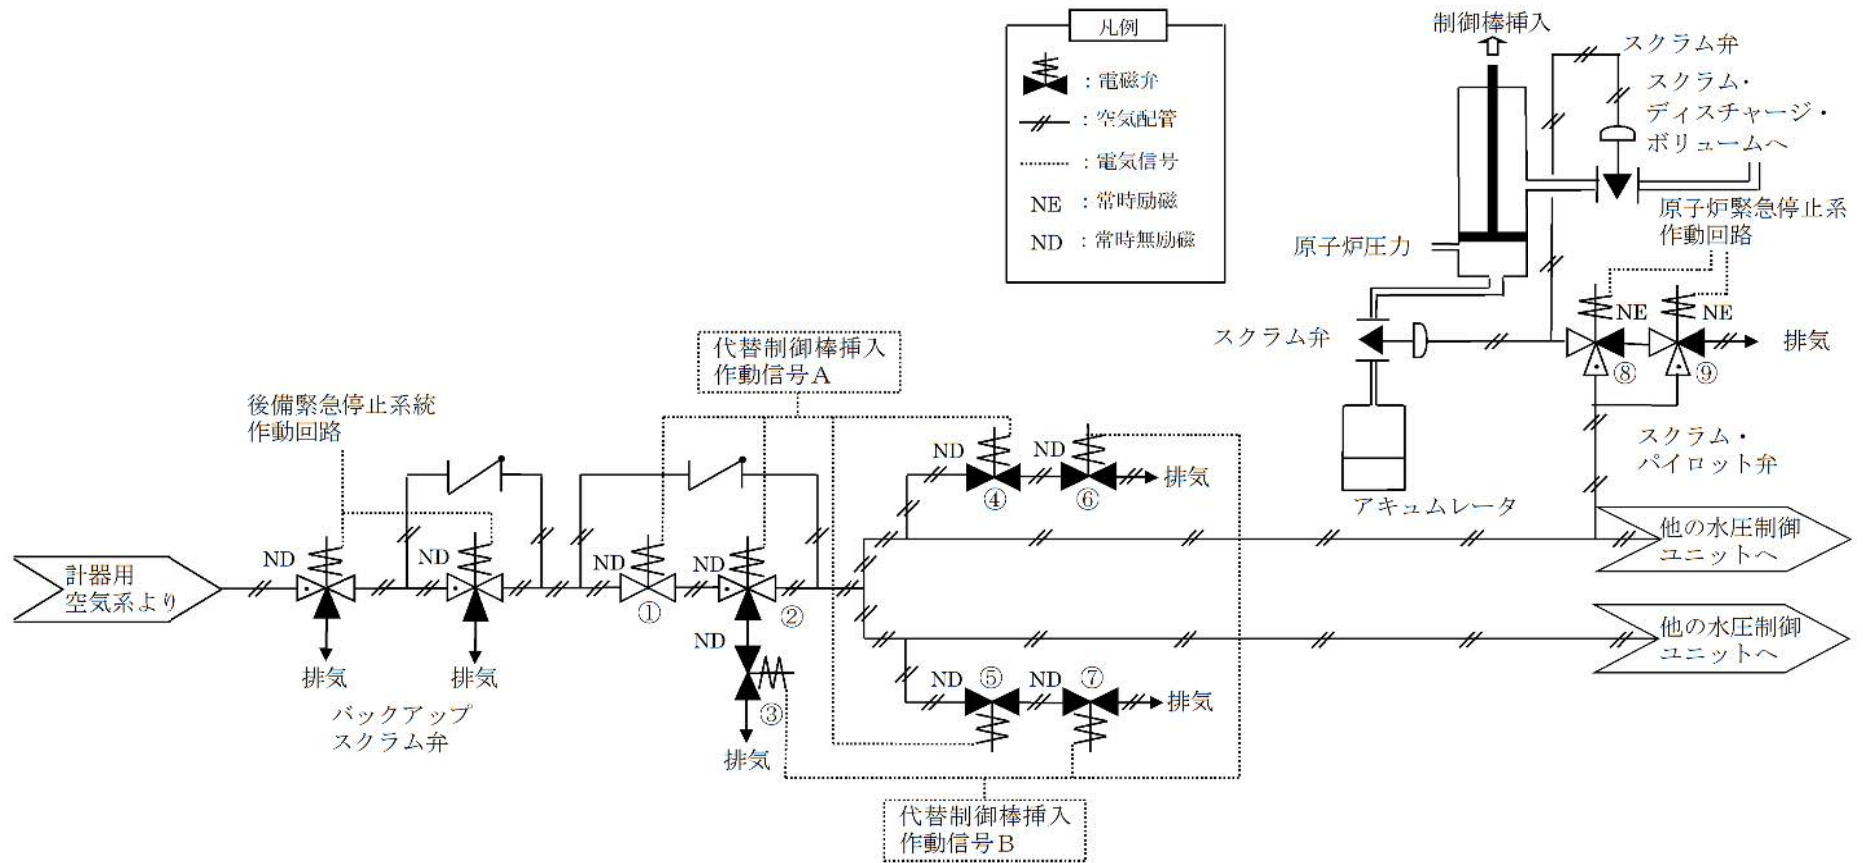 凡例
：電磁弁
：空気配管
：電気信号
NE ：常時励磁
ND ：常時無励磁
制御棒挿入
スクラム弁
スクラム・
ディスチャージ・
ボリュームへ
原子炉緊急停止系
作動回路
原子炉圧力
NE
NE
スクラム弁
排気
⑧
⑨
アキュムレータ
スクラム・
パイロット弁
代替制御棒挿入
作動信号A
後備緊急停止系統
作動回路
ND
ND
④
⑥
排気
計器用
空気系より
ND
ND
ND
ND
①
②
他の水圧制御
ユニットへ
排気
排気
バックアップ
スクラム弁
ND
③
排気
ND
⑤
ND
⑦
排気
他の水圧制御
ユニットへ
代替制御棒挿入
作動信号B